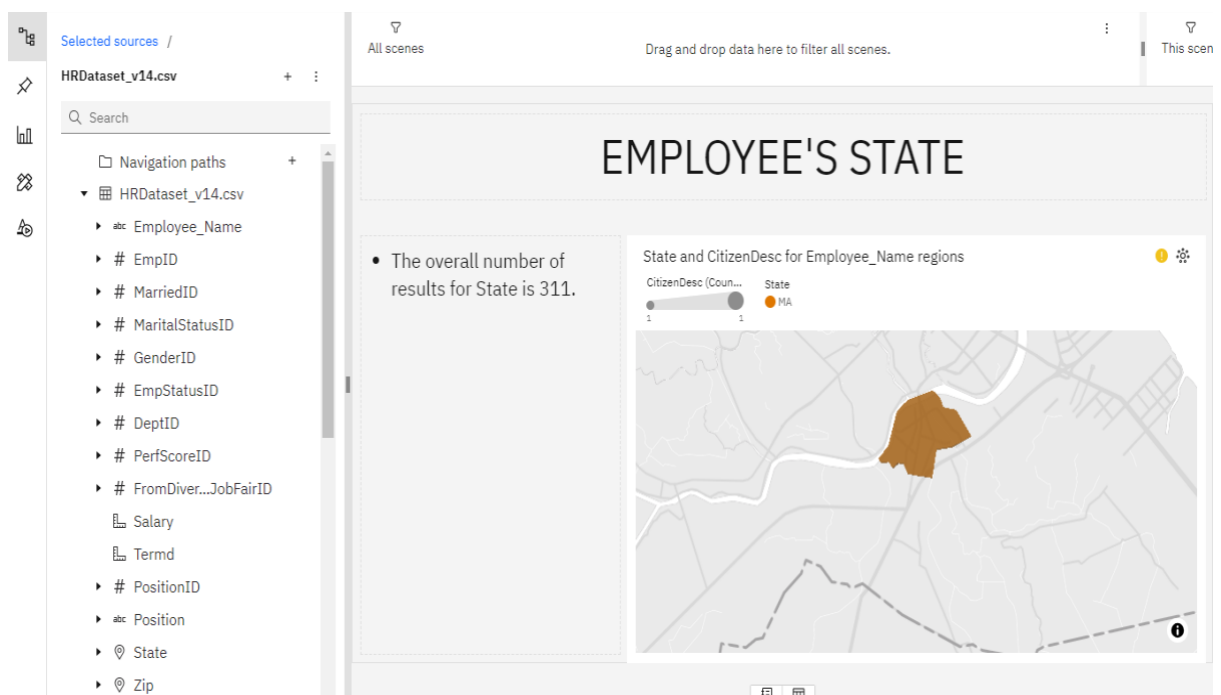 Selected sources /
HRDataset_v14.csv
Search
Navigation paths
HRDataset_v14.csv
abc Employee_Name
# EmpID
# MarriedID
# MaritalStatusID
# GenderID
# EmpStatusID
# DeptID
# PerfScoreID
# FromDiver...JobFairID
Salary
Termd
# PositionID
abc Position
State
Zip
All scenes
Drag and drop data here to filter all scenes.
This scen
EMPLOYEE'S STATE
• The overall number of
results for State is 311.
State and CitizenDesc for Employee_Name regions
CitizenDesc (Coun...
1 1
State
MA